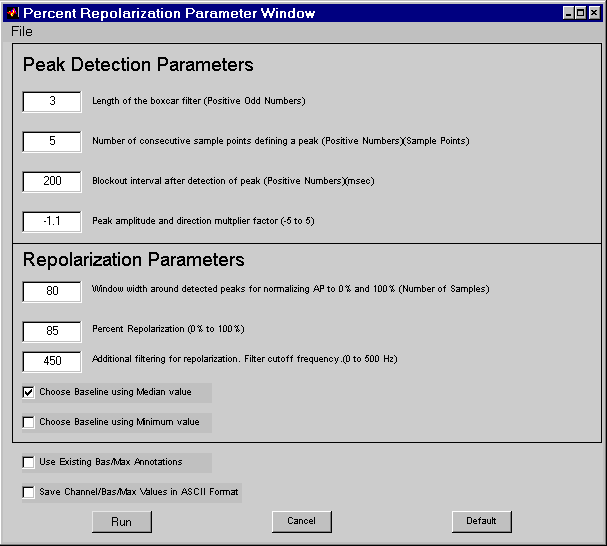 Percent Repolarization Parameter Window
File
Peak Detection Parameters
3 Length of the boxcar filter (Positive Odd Numbers)
5 Number of consecutive sample points defining a peak (Positive Numbers)(Sample Points)
200 Blockout interval after detection of peak (Positive Numbers)(msec)
-1.1 Peak amplitude and direction multplier factor (-5 to 5)
Repolarization Parameters
80 Window width around detected peaks for normalizing AP to 0% and 100% (Number of Samples)
85 Percent Repolarization (0% to 100%)
450 Additional filtering for repolarization. Filter cutoff frequency.(0 to 500 Hz)
Choose Baseline using Median value
Choose Baseline using Minimum value
Use Existing Bas/Max Annotations
Save Channel/Bas/Max Values in ASCII Format
Run Cancel Default